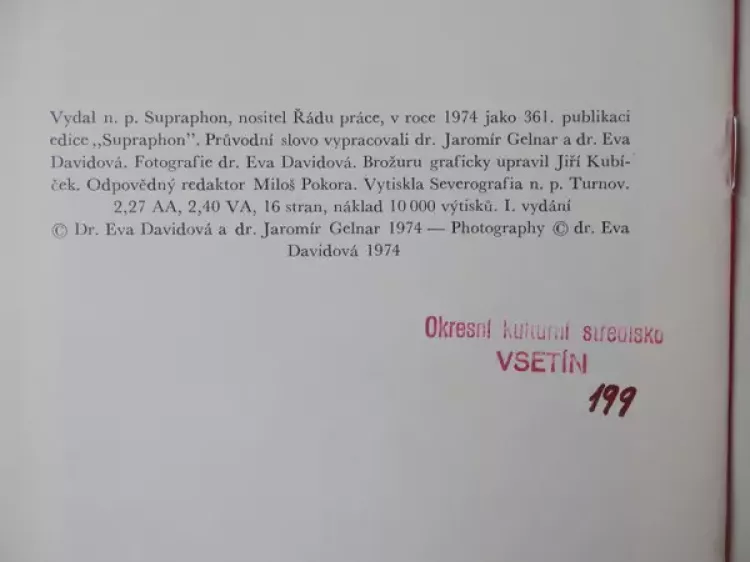 Vydal n. p. Supraphon, nositel Řádu práce, v roce 1974 jako 361. publikaci
edice „Supraphon”. Průvodní slovo vypracovali dr. Jaromír Gelnar a dr. Eva
Davidová. Fotografie dr. Eva Davidová. Brožuru graficky upravil Jiří Kubí-
ček. Odpovědný redaktor Miloš Pokora. Vytiskla Severografia n. p. Turnov.
2,27 AA, 2,40 VA, 16 stran, náklad 10 000 výtisků. I. vydání
© Dr. Eva Davidová a dr. Jaromír Gelnar 1974 — Photography © dr. Eva
Davidová 1974
Okresní kulturní středisko
VSETÍN
199